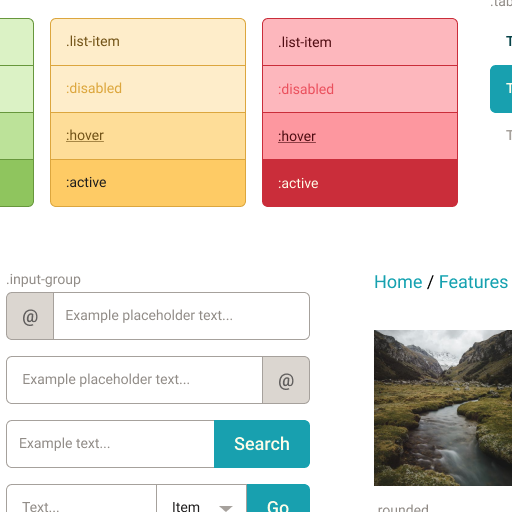 .list-item
:disabled
:hover
:active
.list-item
:disabled
:hover
:active
.input-group
@ Example placeholder text...
Example placeholder text... @
Example text... Search
Text... Item Go
Home / Features
.rounded